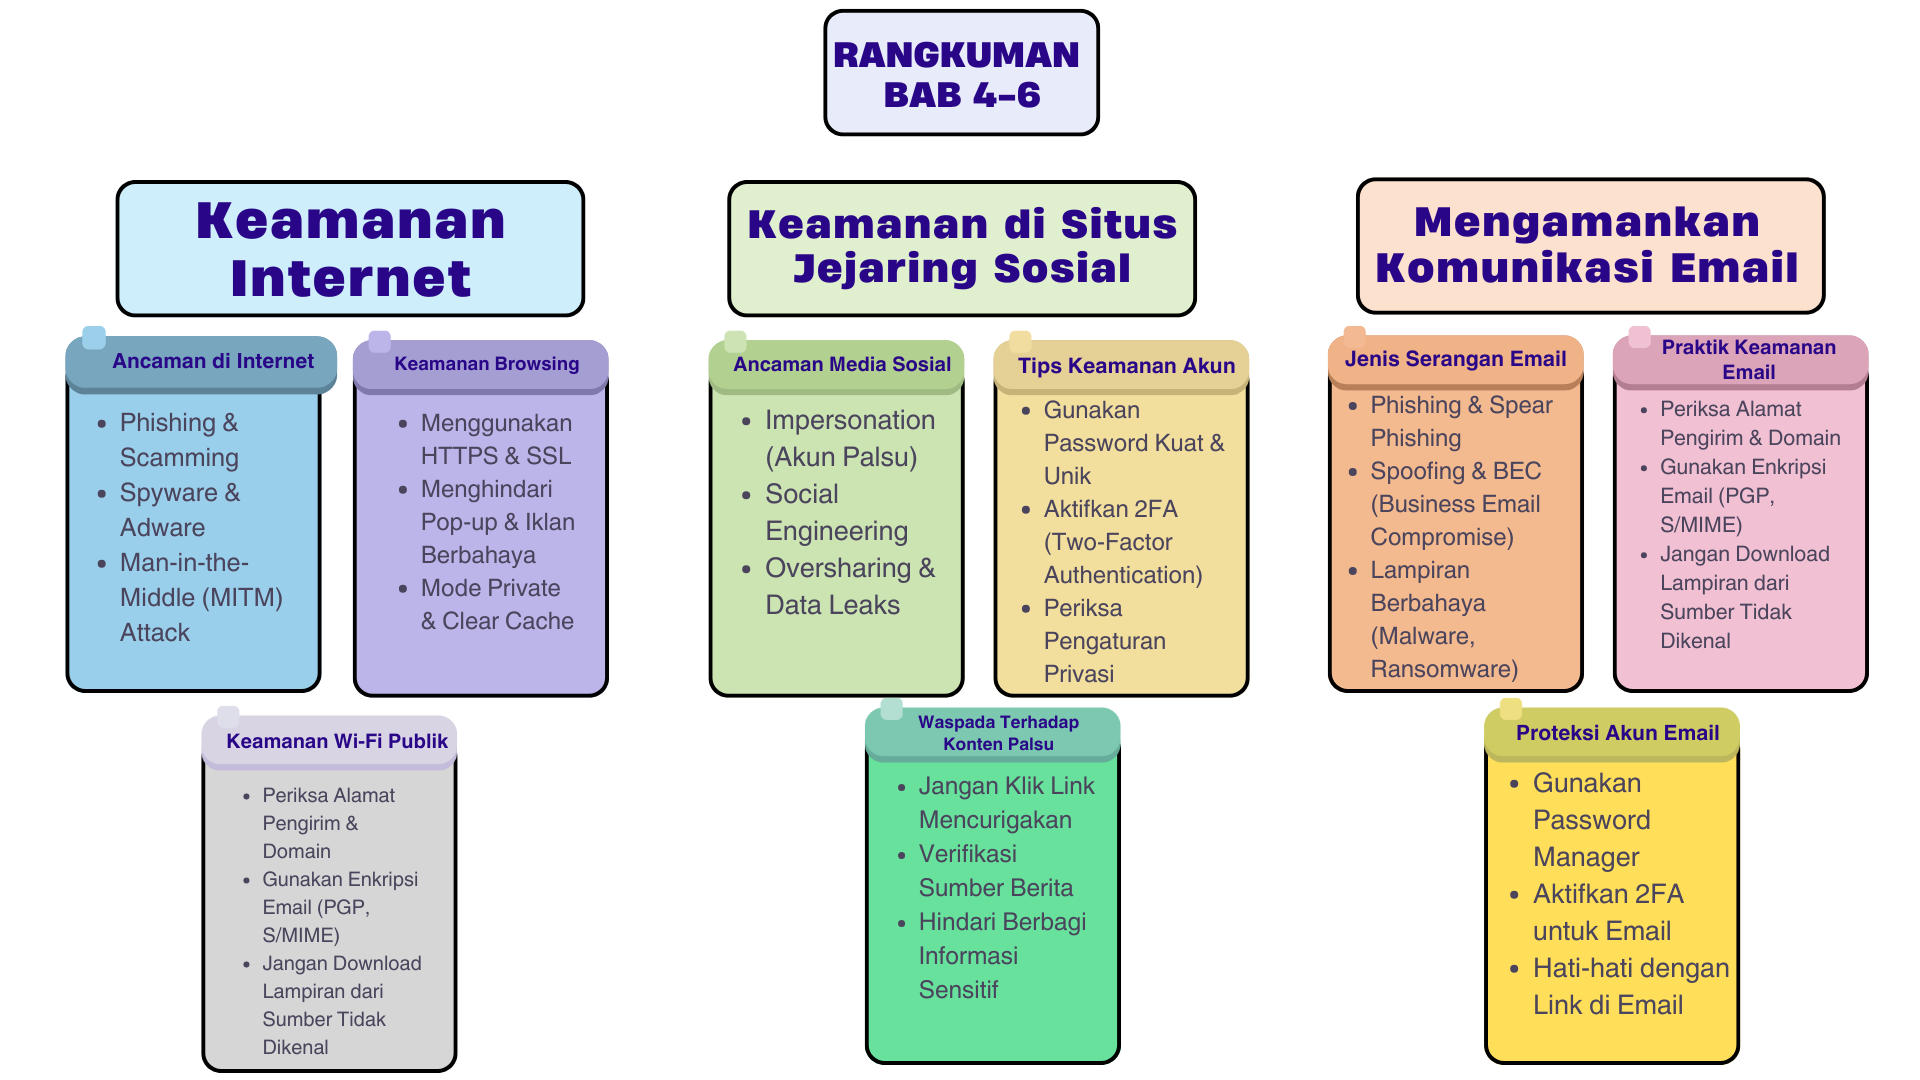 RANGKUMAN
BAB 4-6
Keamanan
Internet
Ancaman di Internet
• Phishing &
Scamming
• Spyware &
Adware
• Man-in-the-
Middle (MITM)
Attack
Keamanan Browsing
• Menggunakan
HTTPS & SSL
• Menghindari
Pop-up & Iklan
Berbahaya
• Mode Private
& Clear Cache
Keamanan Wi-Fi Publik
• Periksa Alamat
Pengirim &
Domain
• Gunakan Enkripsi
Email (PGP,
S/MIME)
• Jangan Download
Lampiran dari
Sumber Tidak
Dikenal
Keamanan di Situs
Jejaring Sosial
Ancaman Media Sosial
• Impersonation
(Akun Palsu)
• Social
Engineering
• Oversharing &
Data Leaks
Tips Keamanan Akun
• Gunakan
Password Kuat &
Unik
• Aktifkan 2FA
(Two-Factor
Authentication)
• Periksa
Pengaturan
Privasi
Waspada Terhadap
Konten Palsu
• Jangan Klik Link
Mencurigakan
• Verifikasi
Sumber Berita
• Hindari Berbagi
Informasi
Sensitif
Mengamankan
Komunikasi Email
Jenis Serangan Email
• Phishing & Spear
Phishing
• Spoofing & BEC
(Business Email
Compromise)
• Lampiran
Berbahaya
(Malware,
Ransomware)
Praktik Keamanan
Email
• Periksa Alamat
Pengirim & Domain
• Gunakan Enkripsi
Email (PGP,
S/MIME)
• Jangan Download
Lampiran dari
Sumber Tidak
Dikenal
Proteksi Akun Email
• Gunakan
Password
Manager
• Aktifkan 2FA
untuk Email
• Hati-hati dengan
Link di Email